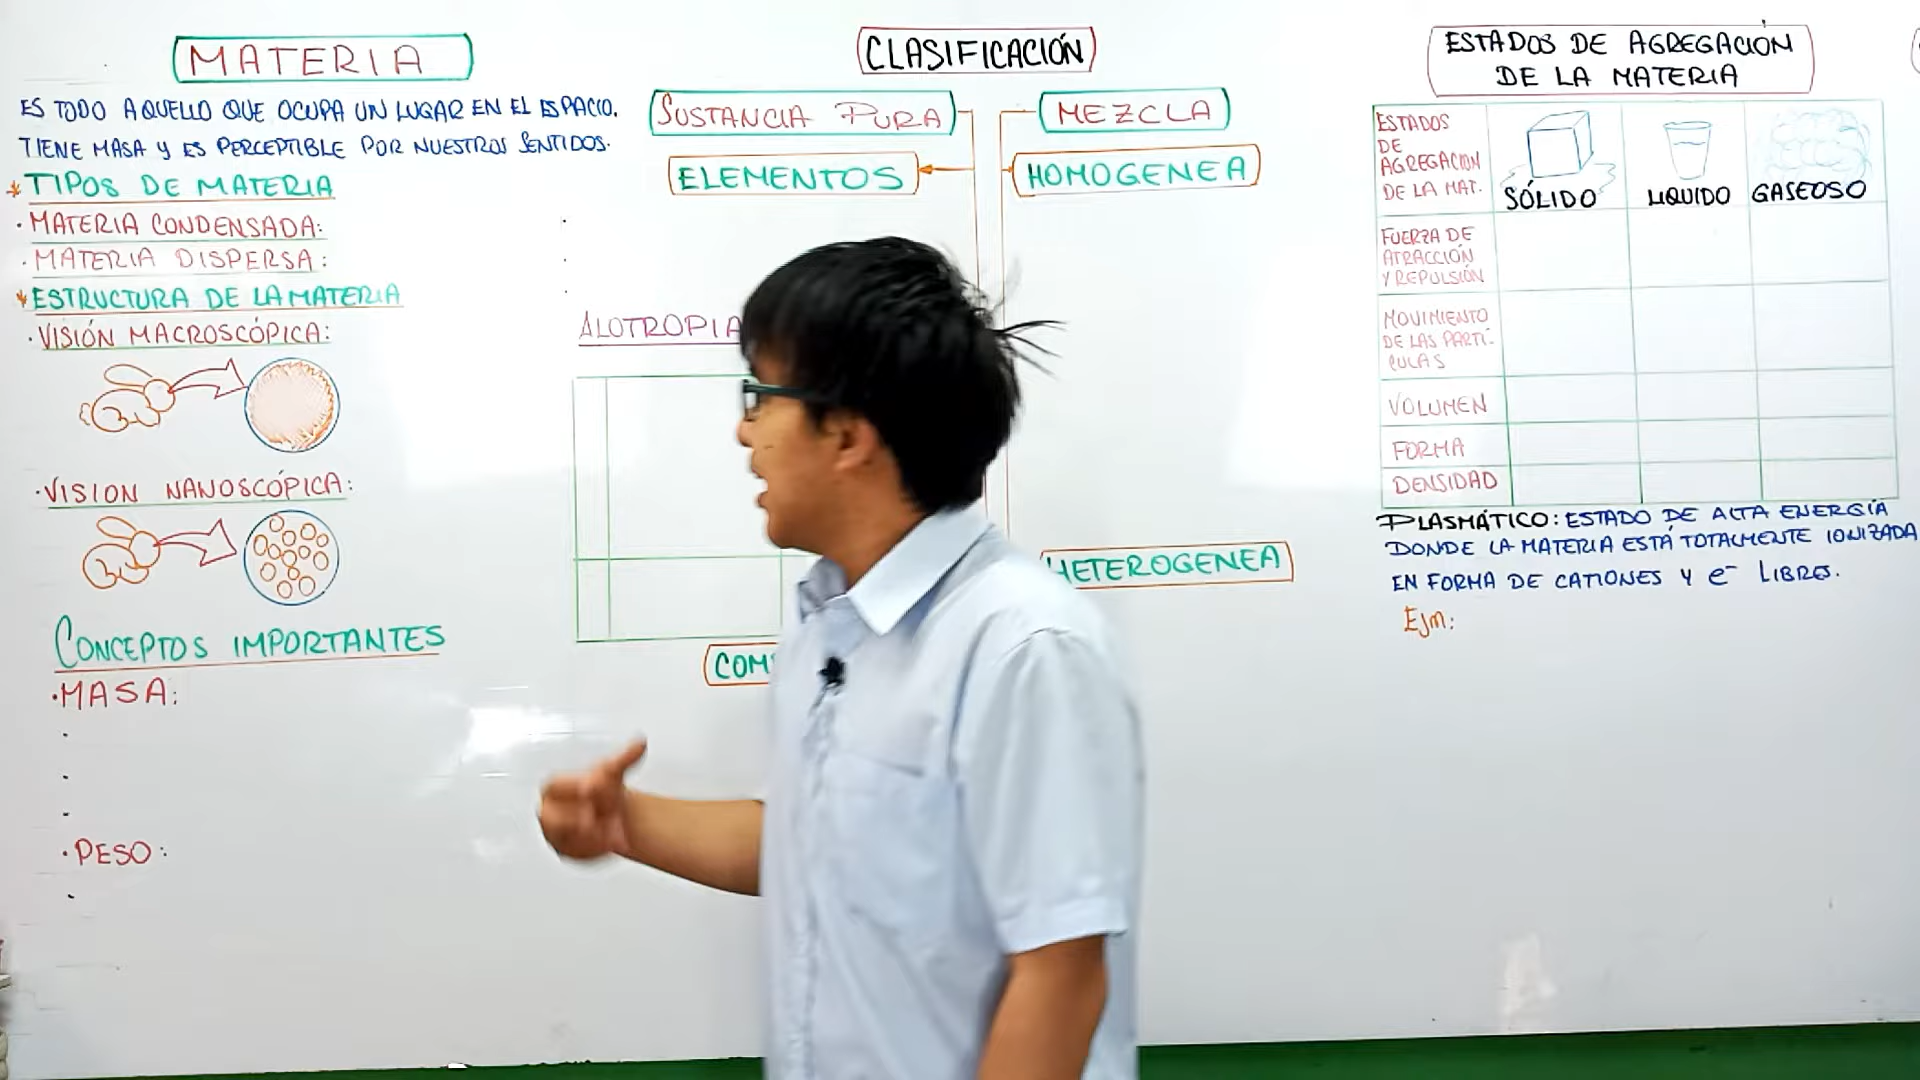 MATERIA
ES TODO AQUELLO QUE OCUPA UN LUGAR EN EL ESPACIO.
TIENE MASA Y ES PERCEPTIBLE POR NUESTROS SENTIDOS.
* TIPOS DE MATERIA
· MATERIA CONDENSADA:
· MATERIA DISPERSA:
* ESTRUCTURA DE LA MATERIA
· VISIÓN MACROSCÓPICA:
· VISION NANOSCÓPICA:
CONCEPTOS IMPORTANTES
· MASA:
· PESO:
CLASIFICACIÓN
SUSTANCIA PURA
MEZCLA
ELEMENTOS
HOMOGENEA
ALOTROPIA
HETEROGENEA
COM
ESTADOS DE AGREGACIÓN
DE LA MATERIA
ESTADOS
DE
AGREGACION
DE LA MAT.
SÓLIDO
LIQUIDO
GASEOSO
FUERZA DE
ATRACCIÓN
Y REPULSIÓN
MOVIMIENTO
DE LAS PARTÍ-
CULAS
VOLUMEN
FORMA
DENSIDAD
PLASMÁTICO: ESTADO DE ALTA ENERGÍA
DONDE LA MATERIA ESTÁ TOTALMENTE IONIZADA
EN FORMA DE CATIONES Y e⁻ LIBRES.
Ejm: